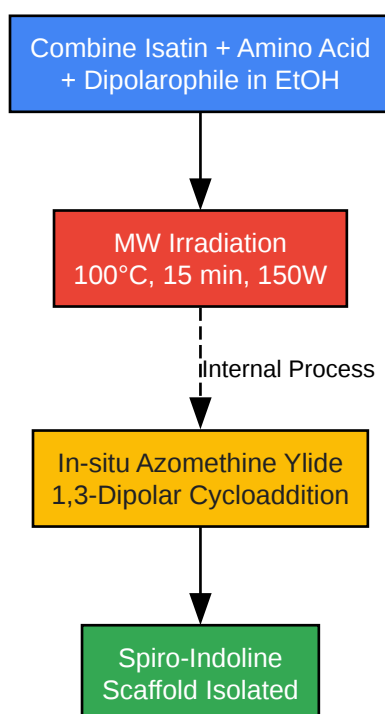 Combine Isatin + Amino Acid
+ Dipolarophile in EtOH
MW Irradiation
100°C, 15 min, 150W
Internal Process
In-situ Azomethine Ylide
1,3-Dipolar Cycloaddition
Spiro-Indoline
Scaffold Isolated